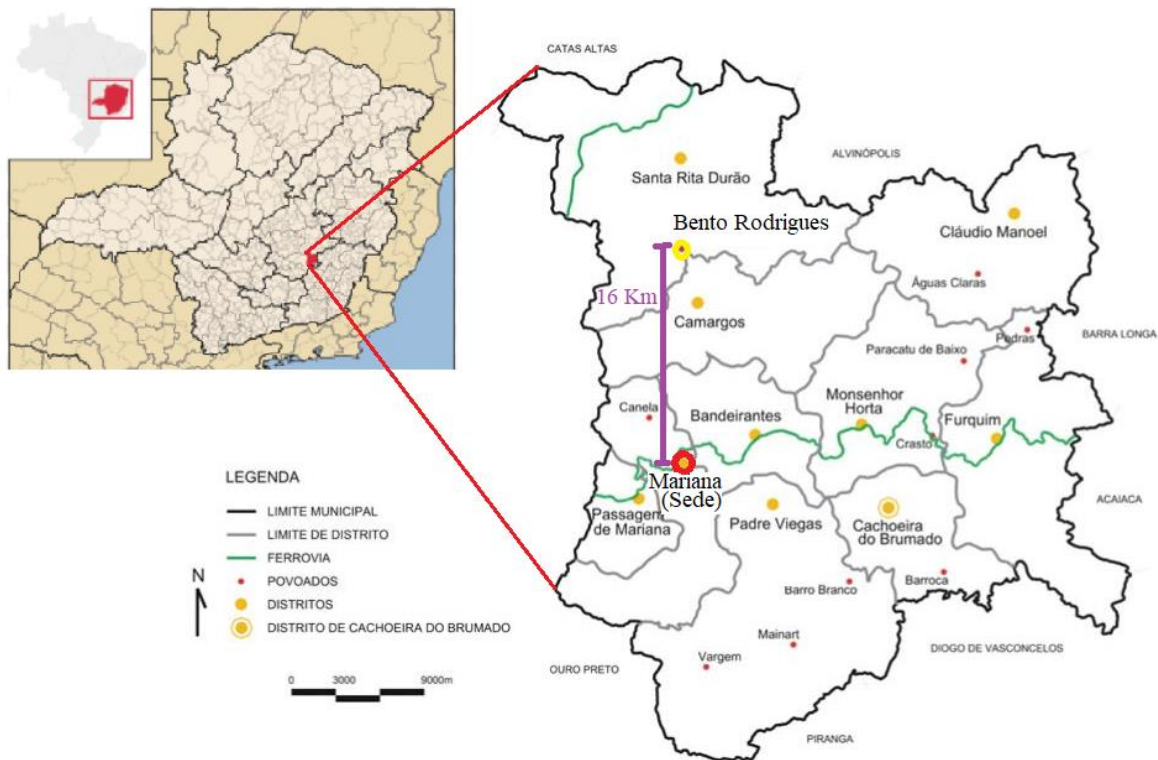 CATAS ALTAS
ALVINÓPOLIS
Santa Rita Durão
Bento Rodrigues
Cláudio Manoel
Águas Claras
16 Km
Camargos
BARRA LONGA
Pedras
Paracatu de Baixo
Monsenhor
Horta
Canela
Bandeirantes
Furquim
Crasto
Mariana
(Sede)
ACAIACA
Passagem
de Mariana
Padre Viegas
Cachoeira
do Brumado
Barro Branco
Barroca
Mainart
Vargem
DIOGO DE VASCONCELOS
OURO PRETO
PIRANGA
LEGENDA
LIMITE MUNICIPAL
LIMITE DE DISTRITO
FERROVIA
POVOADOS
DISTRITOS
DISTRITO DE CACHOEIRA DO BRUMADO
N
0 3000 9000m